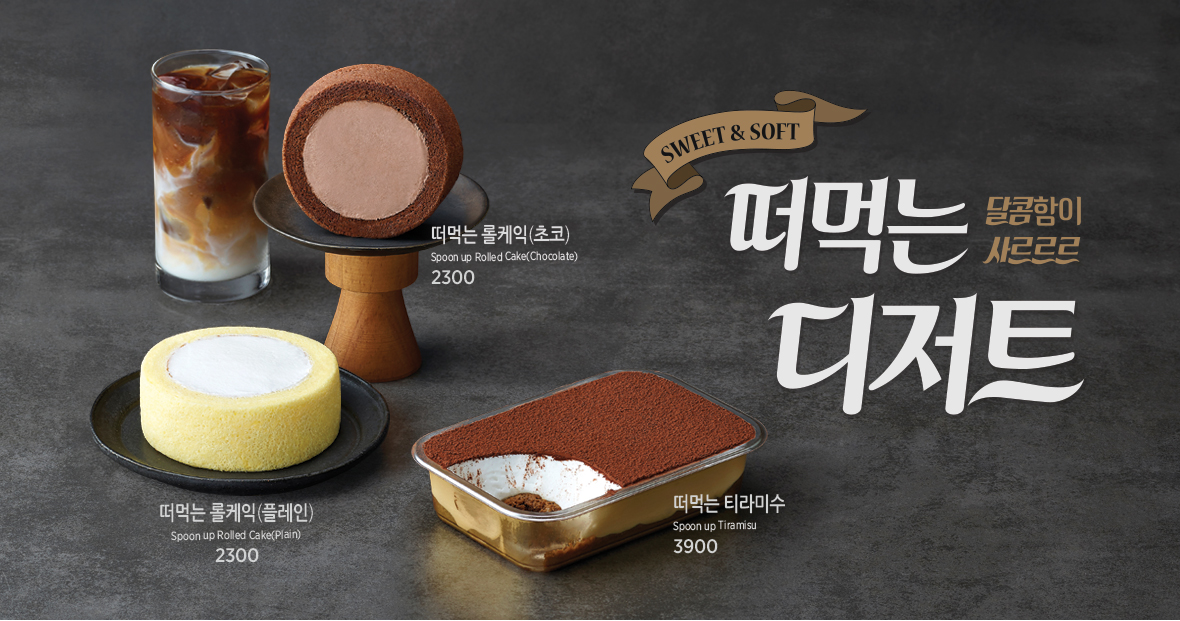 SWEET & SOFT
떠먹는
달콤함이
사르르르
디저트
떠먹는 롤케익(초코)
Spoon up Rolled Cake(Chocolate)
2300
떠먹는 롤케익(플레인)
Spoon up Rolled Cake(Plain)
2300
떠먹는 티라미수
Spoon up Tiramisu
3900